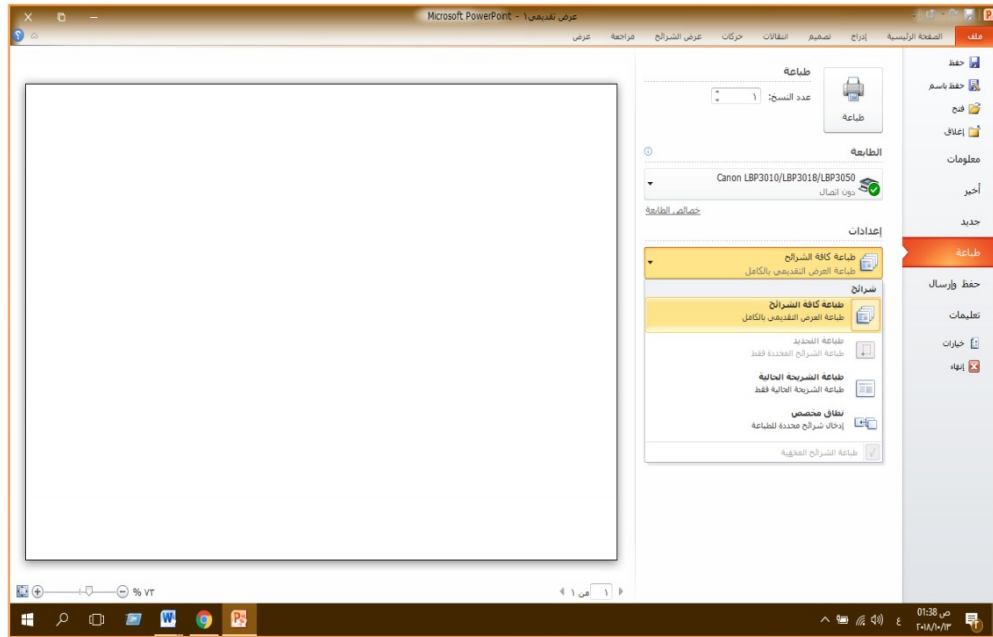 عرض تقديمي١ - Microsoft PowerPoint
ملف الصفحة الرئيسية إدراج تصميم انتقالات حركات عرض الشرائح مراجعة عرض
حفظ
حفظ باسم
فتح
إغلاق
معلومات
أخير
جديد
طباعة
حفظ وإرسال
تعليمات
خيارات
إنهاء
طباعة
عدد النسخ: ١
طباعة
الطابعة
Canon LBP3010/LBP3018/LBP3050
دون اتصال
خصائص الطابعة
إعدادات
طباعة كافة الشرائح
طباعة العرض التقديمي بالكامل
شرائح
طباعة كافة الشرائح
طباعة العرض التقديمي بالكامل
طباعة التحديد
طباعة الشرائح المحددة فقط
طباعة الشريحة الحالية
طباعة الشريحة الحالية فقط
نطاق مخصص
إدخال شرائح محددة للطباعة
طباعة الشرائح المخفية
١ من ١
٧٣ %
ع
01:38 ص
٢٠١٨/١٠/١٣